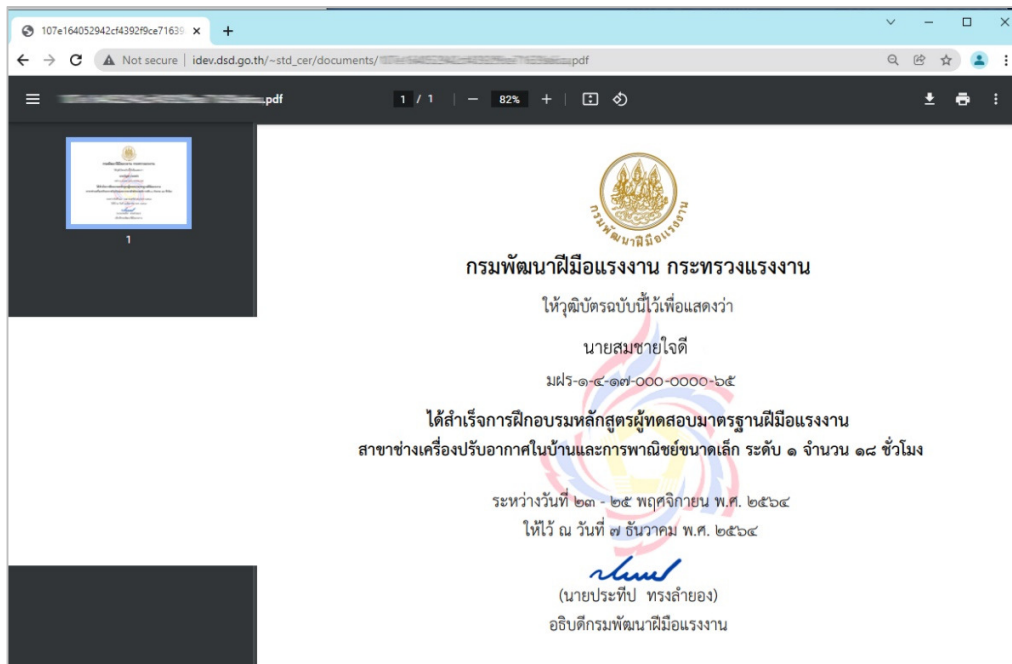 107e164052942cf4392f9ce71639
Not secure | idev.dsd.go.th/~std_cer/documents/ pdf
.pdf 1 / 1 82%
1
กรมพัฒนาฝีมือแรงงาน
กรมพัฒนาฝีมือแรงงาน กระทรวงแรงงาน
ให้วุฒิบัตรฉบับนี้ไว้เพื่อแสดงว่า
นายสมชายใจดี
มฝร-๑-๔-๑๗-๐๐๐-๐๐๐๐-๖๕
ได้สำเร็จการฝึกอบรมหลักสูตรผู้ทดสอบมาตรฐานฝีมือแรงงาน
สาขาช่างเครื่องปรับอากาศในบ้านและการพาณิชย์ขนาดเล็ก ระดับ ๑ จำนวน ๑๘ ชั่วโมง
ระหว่างวันที่ ๒๓ - ๒๕ พฤศจิกายน พ.ศ. ๒๕๖๔
ให้ไว้ ณ วันที่ ๗ ธันวาคม พ.ศ. ๒๕๖๔
(นายประทีป ทรงลำยอง)
อธิบดีกรมพัฒนาฝีมือแรงงาน